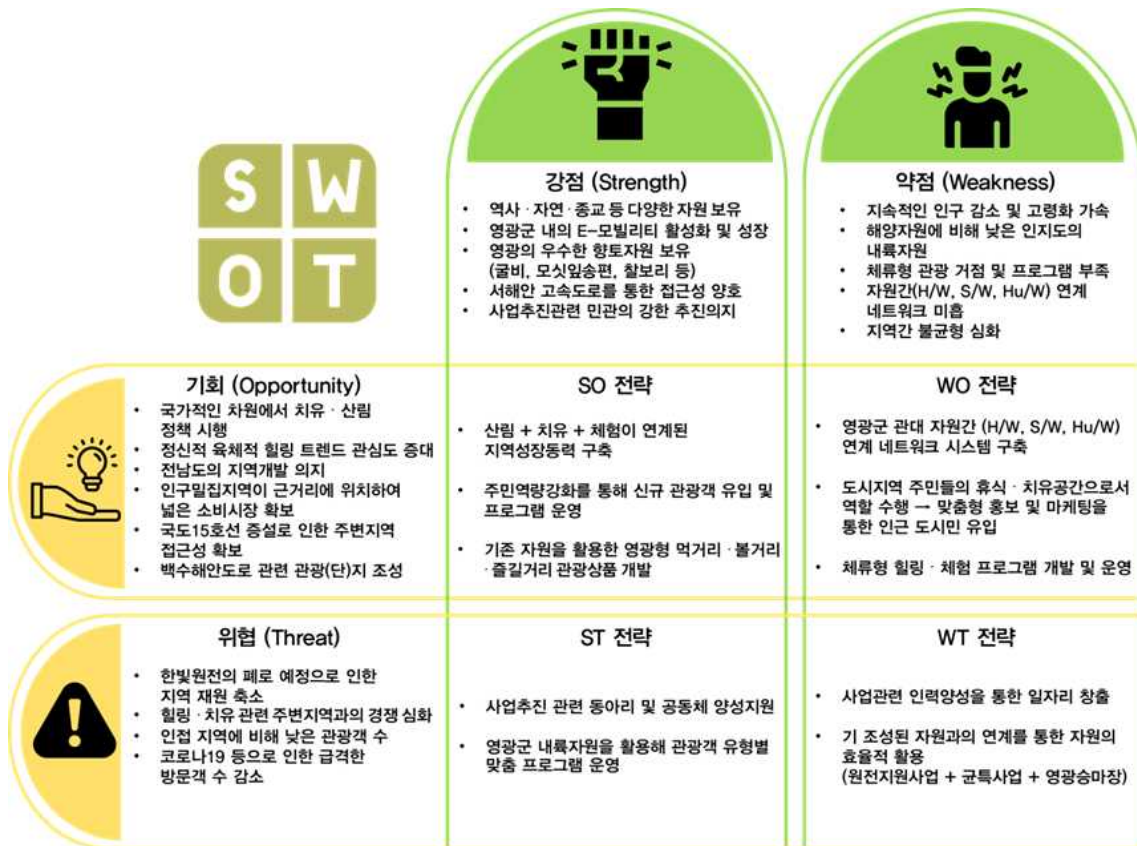 S W
O T
강점 (Strength)
• 역사 · 자연 · 종교 등 다양한 자원 보유
• 영광군 내의 E-모빌리티 활성화 및 성장
• 영광의 우수한 향토자원 보유
(굴비, 모싯잎송편, 찰보리 등)
• 서해안 고속도로를 통한 접근성 양호
• 사업추진관련 민관의 강한 추진의지
약점 (Weakness)
• 지속적인 인구 감소 및 고령화 가속
• 해양자원에 비해 낮은 인지도의
내륙자원
• 체류형 관광 거점 및 프로그램 부족
• 자원간(H/W, S/W, Hu/W) 연계
네트워크 미흡
• 지역간 불균형 심화
기회 (Opportunity)
• 국가적인 차원에서 치유 · 산림
정책 시행
• 정신적 육체적 힐링 트렌드 관심도 증대
• 전남도의 지역개발 의지
• 인구밀집지역이 근거리에 위치하여
넓은 소비시장 확보
• 국도15호선 증설로 인한 주변지역
접근성 확보
• 백수해안도로 관련 관광(단)지 조성
SO 전략
• 산림 + 치유 + 체험이 연계된
지역성장동력 구축
• 주민역량강화를 통해 신규 관광객 유입 및
프로그램 운영
• 기존 자원을 활용한 영광형 먹거리 · 볼거리
· 즐길거리 관광상품 개발
WO 전략
• 영광군 관대 자원간 (H/W, S/W, Hu/W)
연계 네트워크 시스템 구축
• 도시지역 주민들의 휴식 · 치유공간으로서
역할 수행 → 맞춤형 홍보 및 마케팅을
통한 인근 도시민 유입
• 체류형 힐링 · 체험 프로그램 개발 및 운영
위협 (Threat)
• 한빛원전의 폐로 예정으로 인한
지역 재원 축소
• 힐링 · 치유 관련 주변지역과의 경쟁 심화
• 인접 지역에 비해 낮은 관광객 수
• 코로나19 등으로 인한 급격한
방문객 수 감소
ST 전략
• 사업추진 관련 동아리 및 공동체 양성지원
• 영광군 내륙자원을 활용해 관광객 유형별
맞춤 프로그램 운영
WT 전략
• 사업관련 인력양성을 통한 일자리 창출
• 기 조성된 자원과의 연계를 통한 자원의
효율적 활용
(원전지원사업 + 균특사업 + 영광승마장)